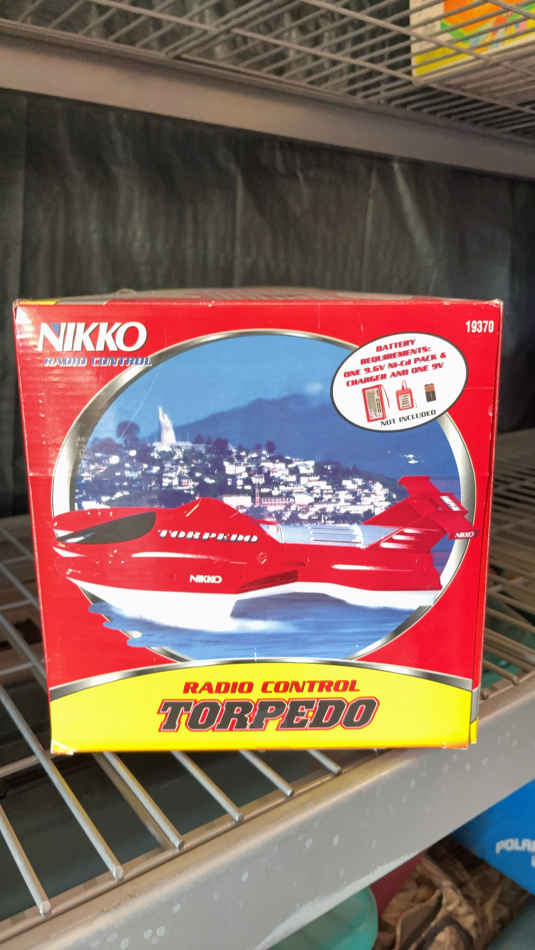 NIKKO
RADIO CONTROL
19370
BATTERY
REQUIREMENTS:
ONE 9.6V Ni-Cd PACK &
CHARGER AND ONE 9V
NOT INCLUDED
TORPEDO
NIKKO
NIKKO
RADIO CONTROL
TORPEDO